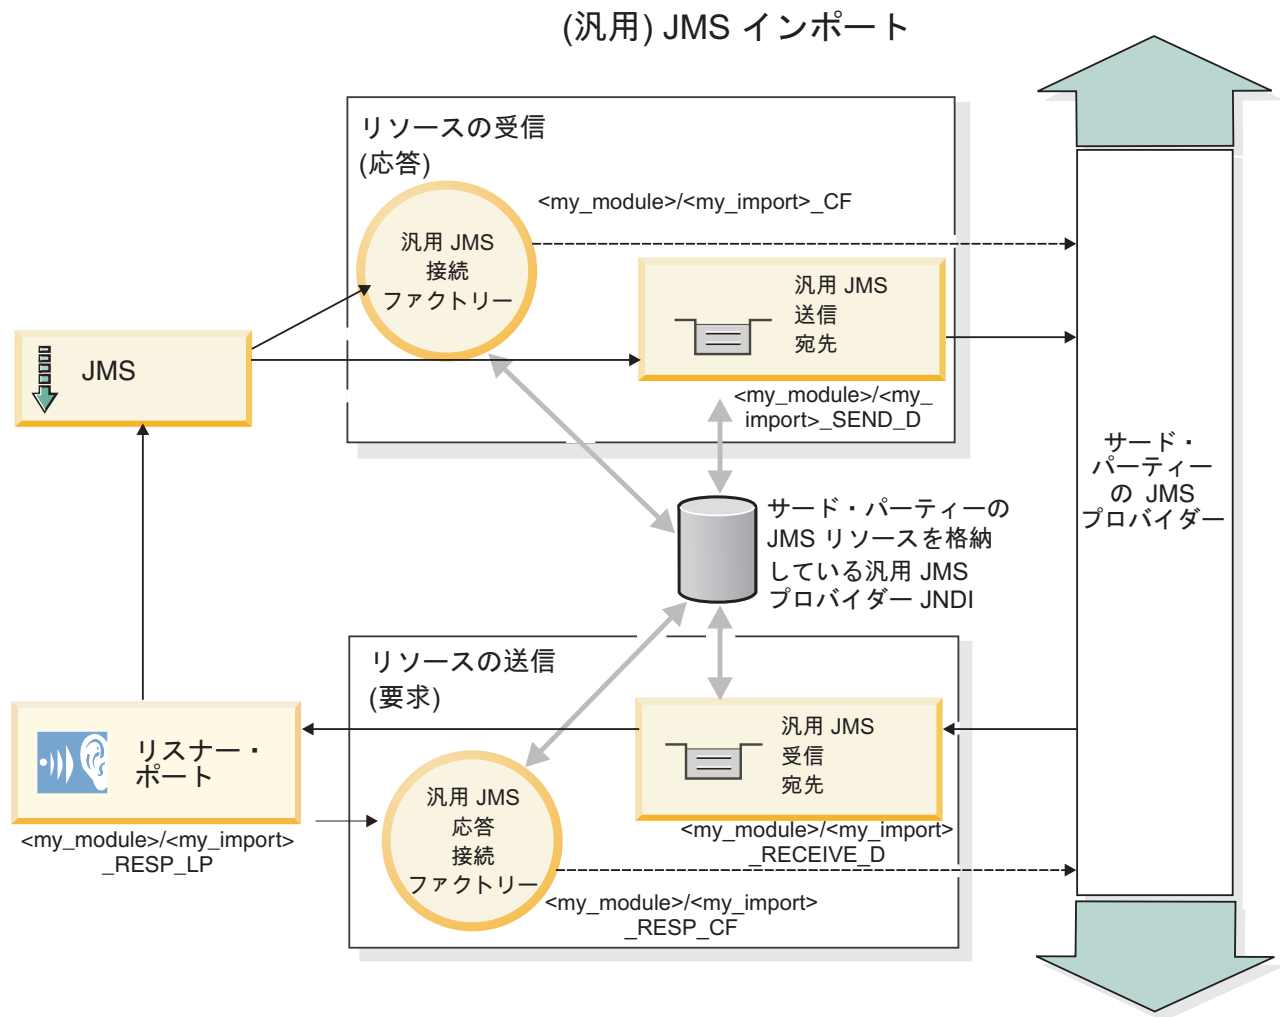 (汎用) JMS インポート
リソースの受信
(応答)
<my_module>/<my_import>_CF
汎用 JMS
接続
ファクトリー
汎用 JMS
送信
宛先
JMS
<my_module>/<my_
import>_SEND_D
サード・
パーティー
の JMS
プロバイダー
サード・パーティーの
JMS リソースを格納
している汎用 JMS
プロバイダー JNDI
リソースの送信
(要求)
汎用 JMS
受信
宛先
リスナー・
ポート
汎用 JMS
応答
接続
ファクトリー
<my_module>/<my_import>
_RESP_LP
<my_module>/<my_import>
_RECEIVE_D
<my_module>/<my_import>
_RESP_CF